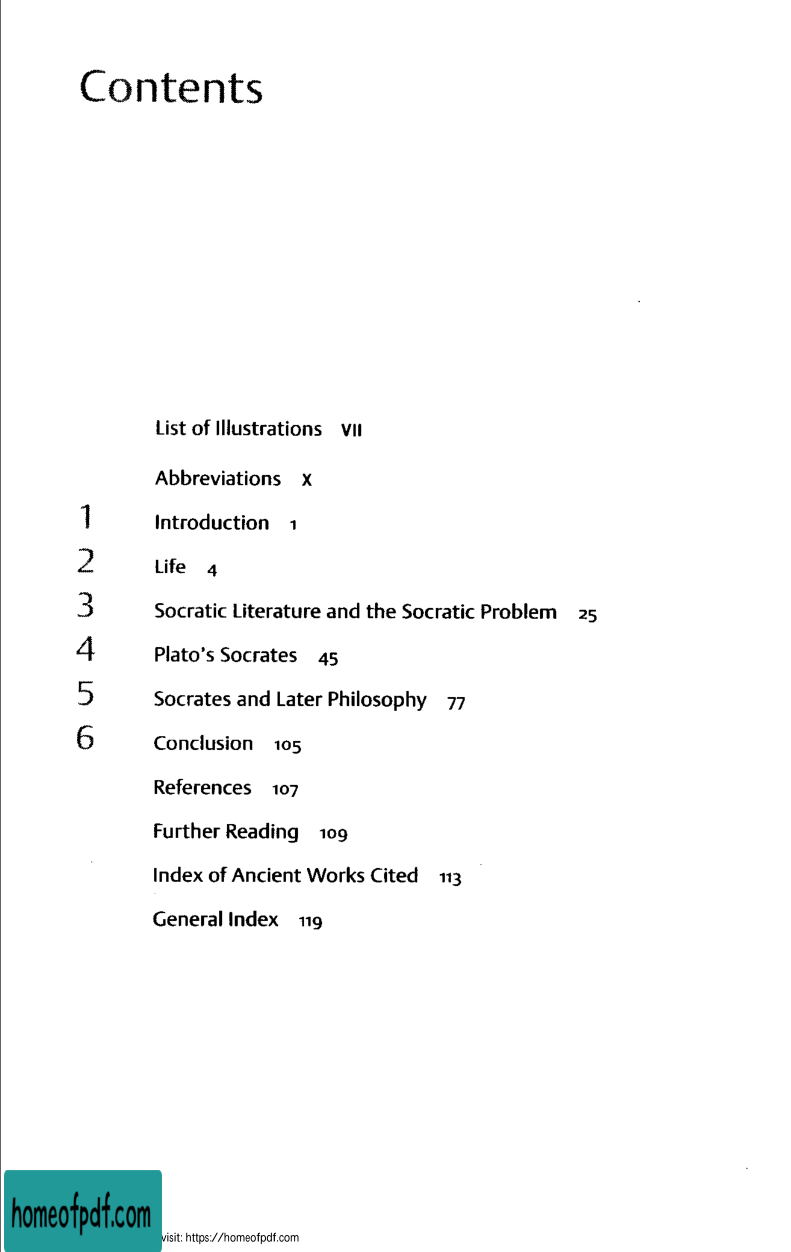 Contents
List of Illustrations VII
Abbreviations X
1 Introduction 1
2 Life 4
3 Socratic Literature and the Socratic Problem 25
4 Plato's Socrates 45
5 Socrates and Later Philosophy 77
6 Conclusion 105
References 107
Further Reading 109
Index of Ancient Works Cited 113
General Index 119
homeofpdf.com
visit: https://homeofpdf.com